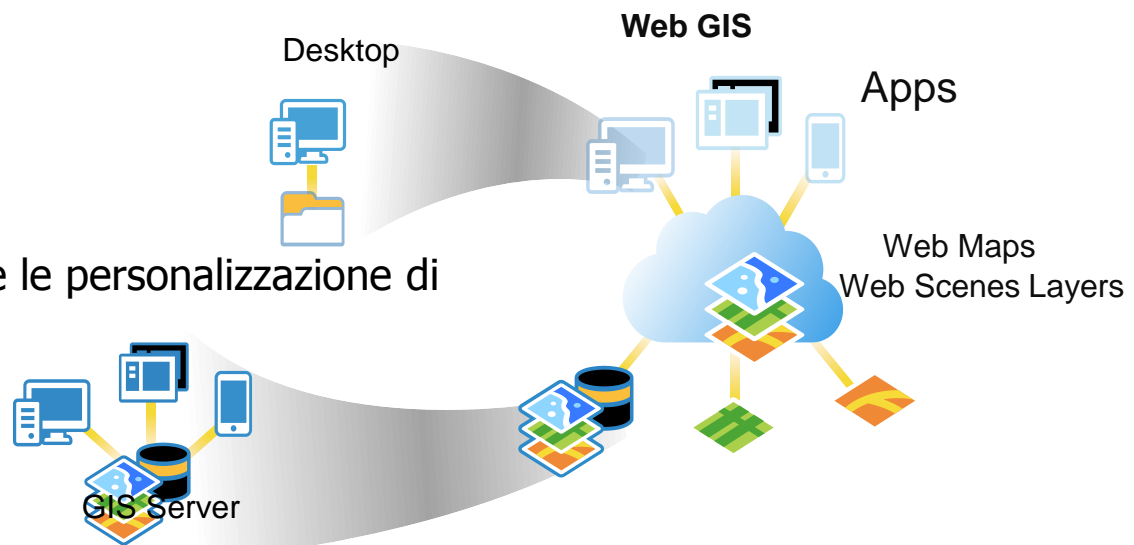 Web GIS
Desktop
Apps
Web Maps
Web Scenes Layers
e le personalizzazione di
GIS Server